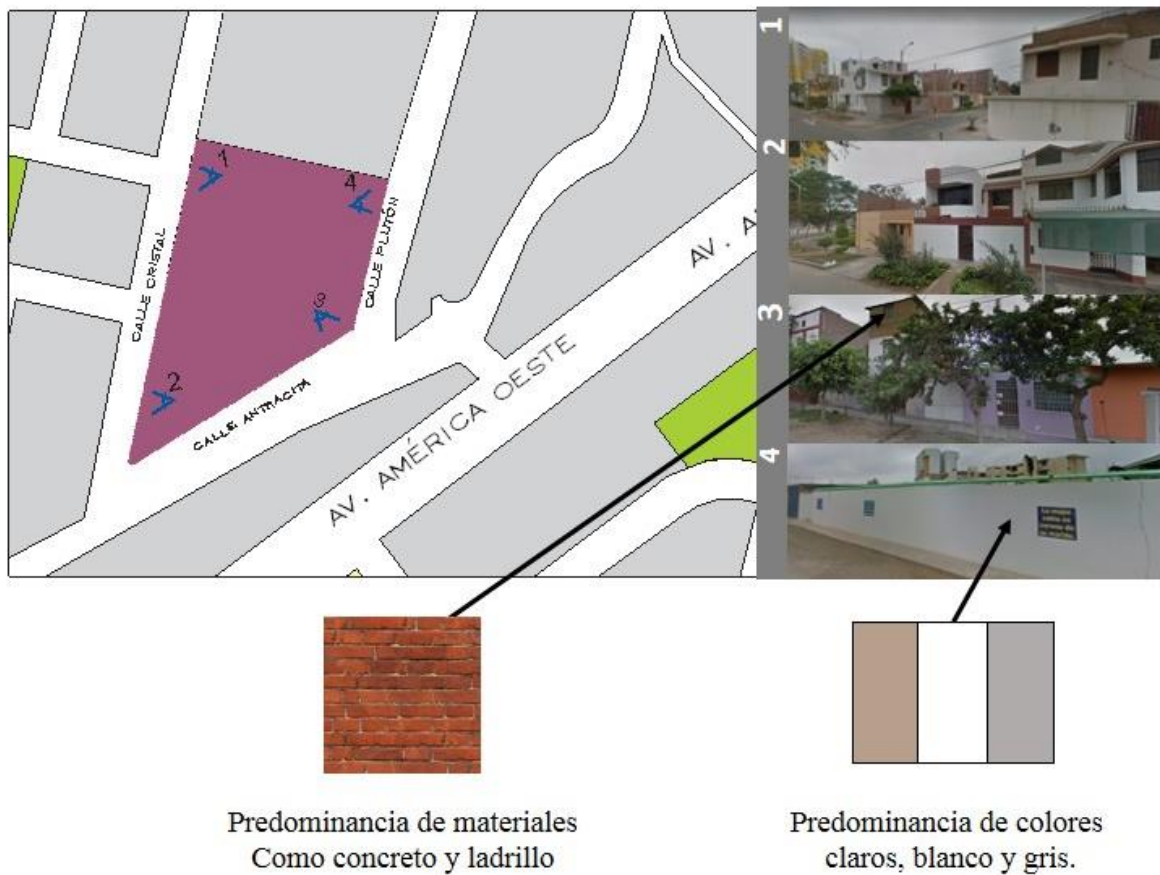 1
4
CALLE CRISTAL
CALLE PLUTÓN
3
2
CALLE ANTRACITA
AV. AMÉRICA OESTE
AV. A
1
2
3
4
Predominancia de materiales
Como concreto y ladrillo
Predominancia de colores
claros, blanco y gris.